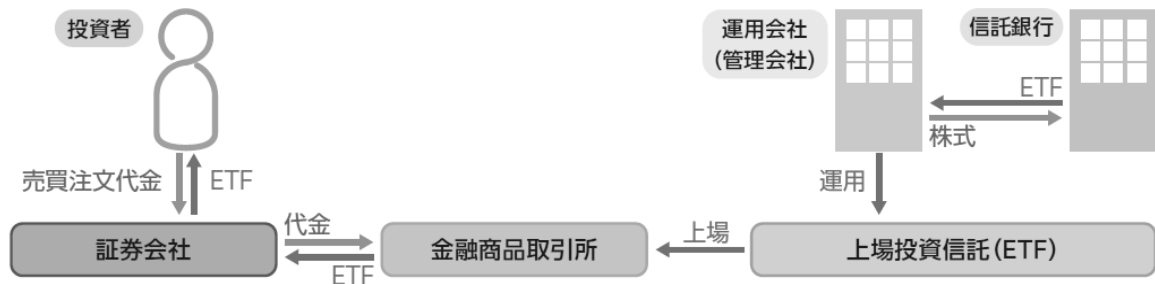 投資者
運用会社
(管理会社)
信託銀行
ETF
株式
売買注文代金
ETF
運用
証券会社
代金
ETF
金融商品取引所
上場
上場投資信託(ETF)